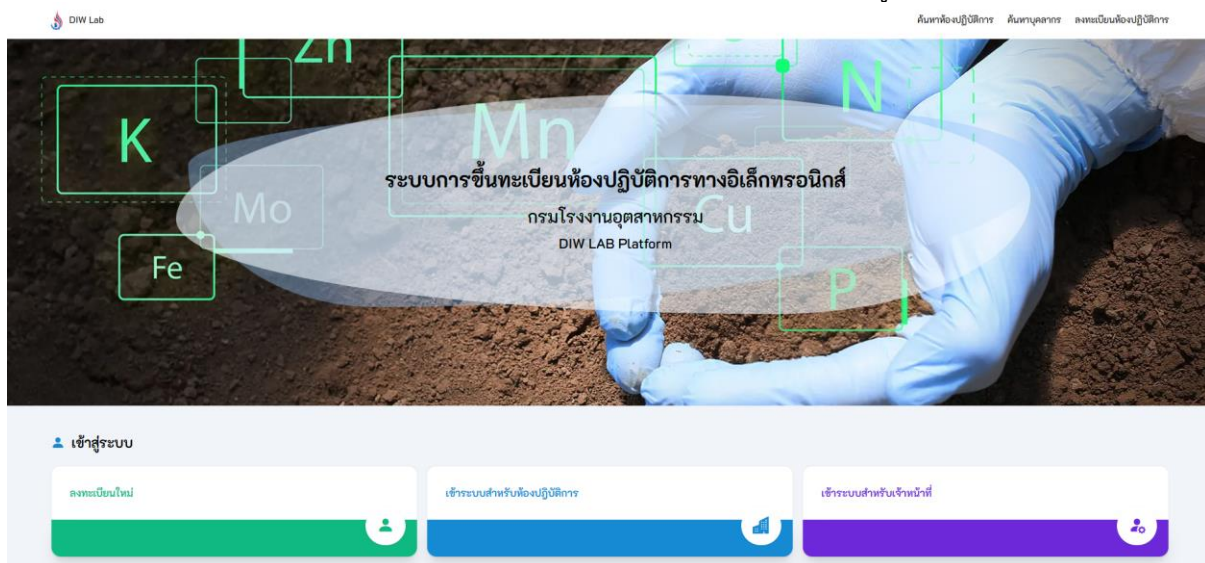 DIW Lab
ค้นหาห้องปฏิบัติการ ค้นหาบุคลากร ลงทะเบียนห้องปฏิบัติการ
Zn
N
K
Mn
ระบบการขึ้นทะเบียนห้องปฏิบัติการทางอิเล็กทรอนิกส์
Mo
Cu
กรมโรงงานอุตสาหกรรม
DIW LAB Platform
Fe
P
เข้าสู่ระบบ
ลงทะเบียนใหม่
เข้าระบบสำหรับห้องปฏิบัติการ
เข้าระบบสำหรับเจ้าหน้าที่